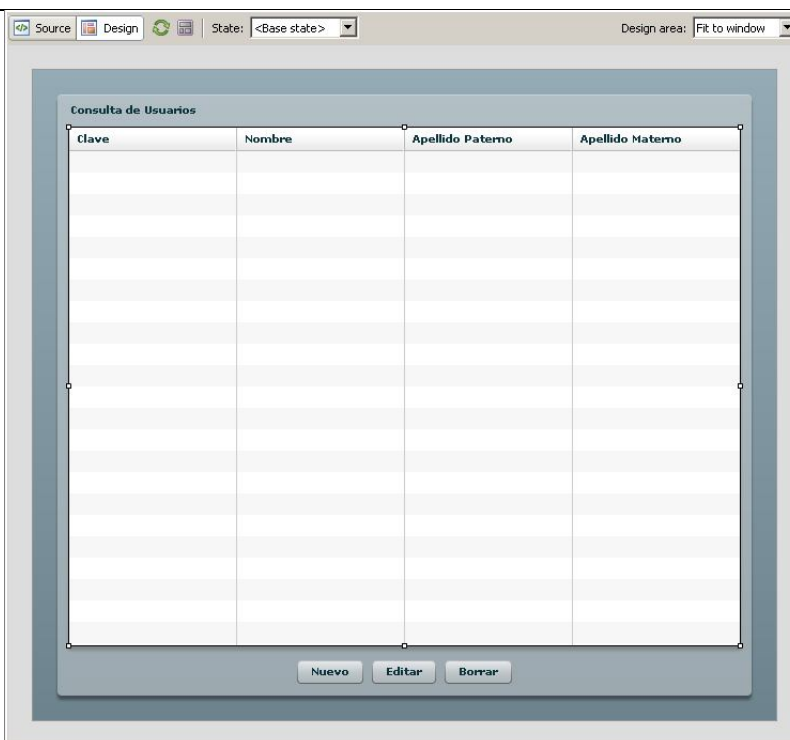 Source Design State: <Base state> Design area: Fit to window
Consulta de Usuarios
Clave Nombre Apellido Paterno Apellido Materno
Nuevo Editar Borrar